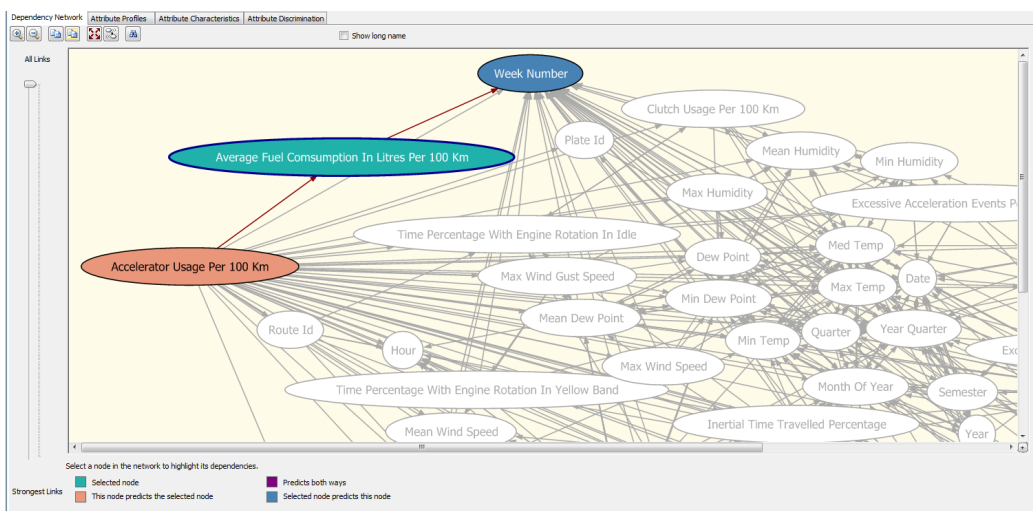 Dependency Network Attribute Profiles Attribute Characteristics Attribute Discrimination
Show long name
All Links
Week Number
Clutch Usage Per 100 Km
Plate Id
Mean Humidity
Average Fuel Consumption In Litres Per 100 Km
Min Humidity
Max Humidity
Excessive Acceleration Events P
Time Percentage With Engine Rotation In Idle
Med Temp
Dew Point
Accelerator Usage Per 100 Km
Max Wind Gust Speed
Date
Max Temp
Min Dew Point
Mean Dew Point
Route Id
Quarter
Year Quarter
Min Temp
Hour
Exc
Max Wind Speed
Time Percentage With Engine Rotation In Yellow Band
Month Of Year
Semester
Inertial Time Travelled Percentage
Mean Wind Speed
Year
Select a node in the network to highlight its dependencies.
Strongest Links
Selected node
Predicts both ways
This node predicts the selected node
Selected node predicts this node